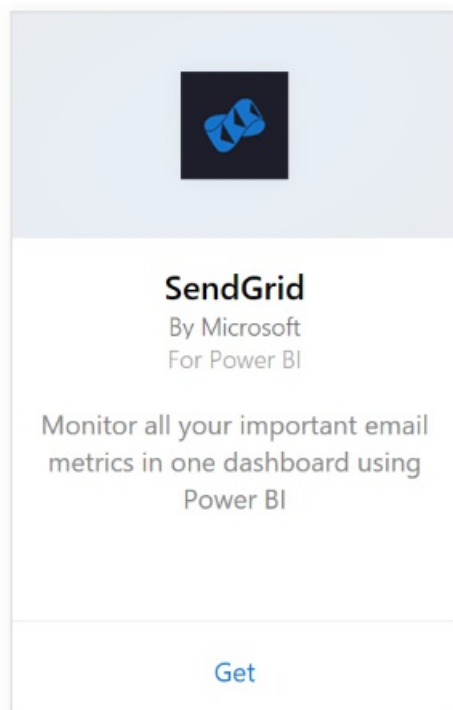 SendGrid
By Microsoft
For Power BI
Monitor all your important email
metrics in one dashboard using
Power BI
Get